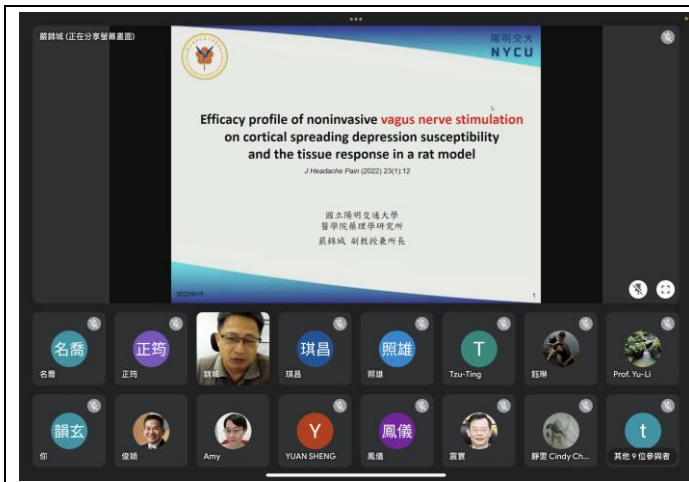 嚴錦城 (正在分享螢幕畫面)
陽明交大
NYCU
Efficacy profile of noninvasive vagus nerve stimulation
on cortical spreading depression susceptibility
and the tissue response in a rat model
J Headache Pain (2022) 23(1):12
國立陽明交通大學
醫學院藥理學研究所
嚴錦城 副教授兼所長
2022/9/15
1
名喬
正筠
琪昌
照雄
T
名喬
正筠
錦城
琪昌
照雄
Tzu-Ting
鈺琳
Prof. Yu-Li
韻玄
Y
鳳儀
t
你
俊穎
Amy
YUAN SHENG
鳳儀
震寰
靜雯 Cindy Ch...
其他 9 位參與者